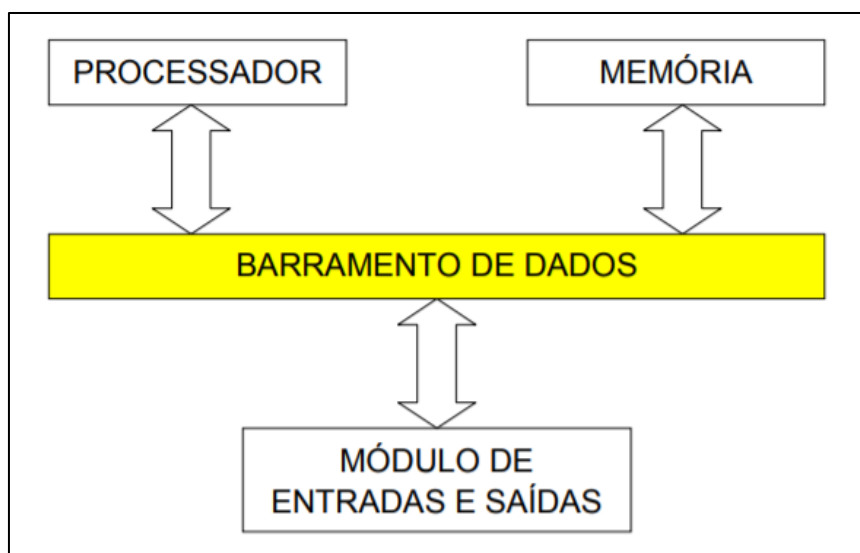 PROCESSADOR
MEMÓRIA
BARRAMENTO DE DADOS
MÓDULO DE
ENTRADAS E SAÍDAS